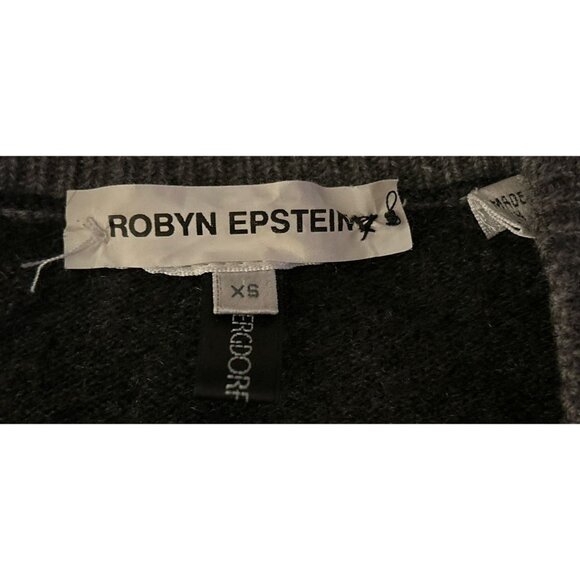 ROBYN EPSTEIN
MADE
XS
ERGDORF